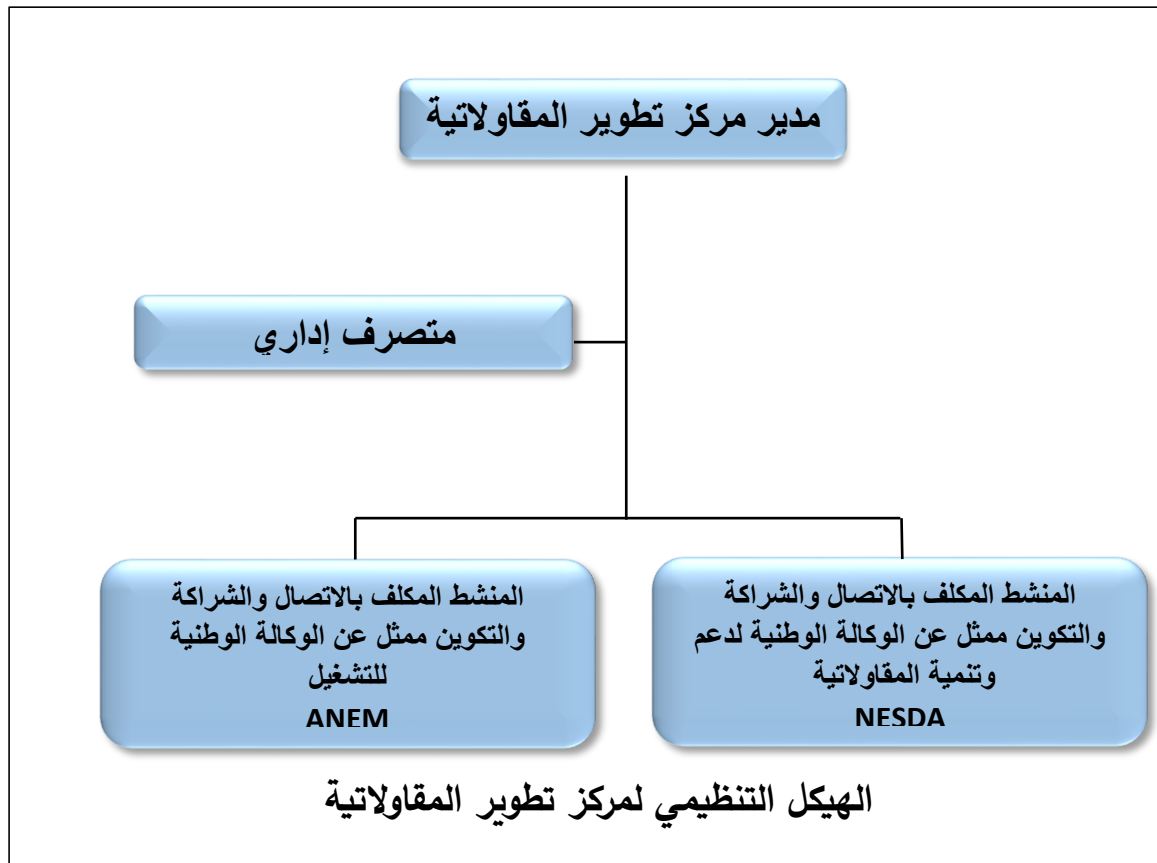 مدير مركز تطوير المقاولاتية
متصرف إداري
المنشط المكلف بالاتصال والشراكة
والتكوين ممثل عن الوكالة الوطنية لدعم
وتنمية المقاولاتية
NESDA
المنشط المكلف بالاتصال والشراكة
والتكوين ممثل عن الوكالة الوطنية
للتشغيل
ANEM
الهيكل التنظيمي لمركز تطوير المقاولاتية